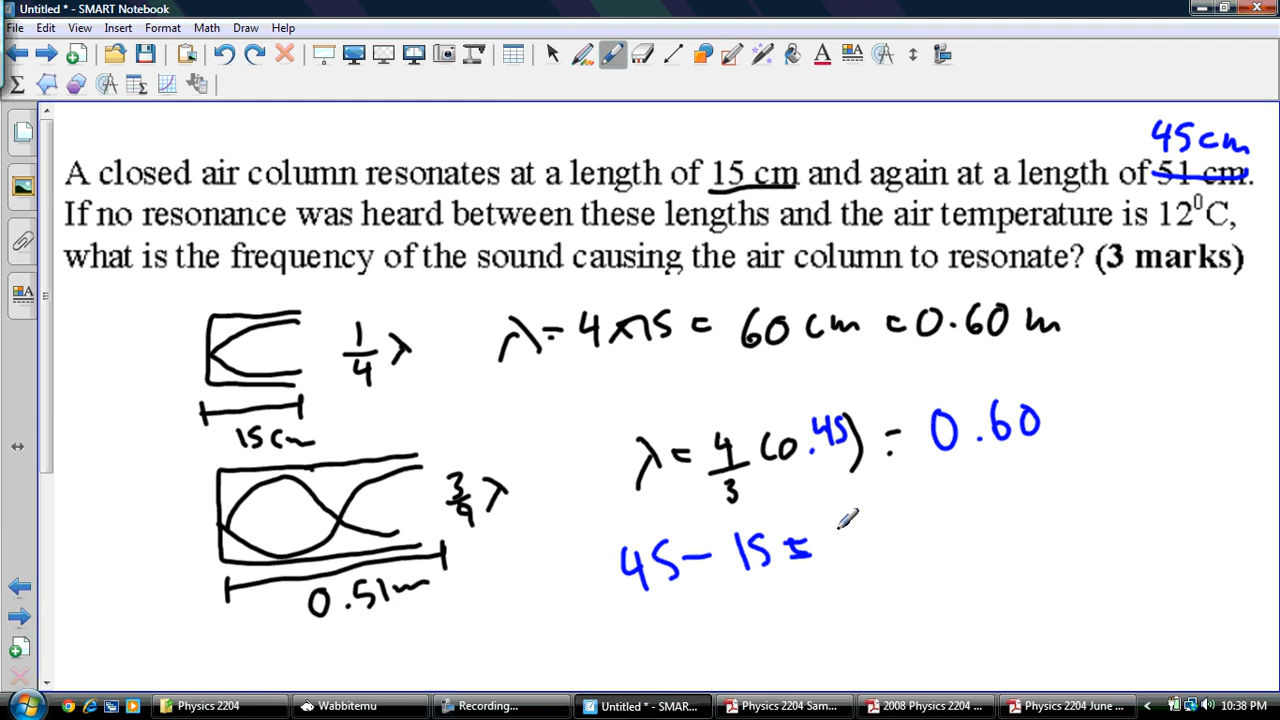 Untitled * - SMART Notebook
File Edit View Insert Format Math Draw Help
45cm
A closed air column resonates at a length of 15 cm and again at a length of 51 cm.
If no resonance was heard between these lengths and the air temperature is 12⁰C,
what is the frequency of the sound causing the air column to resonate? (3 marks)
1/4 λ
λ = 4 × 15 = 60 cm = 0.60 m
15cm
λ = 4/3 (0.45) = 0.60
3/4 λ
45 - 15 =
0.51m
Physics 2204 Wabbitemu Recording... Untitled * - SMAR... Physics 2204 Sam... 2008 Physics 2204 ... Physics 2204 June ... 10:38 PM